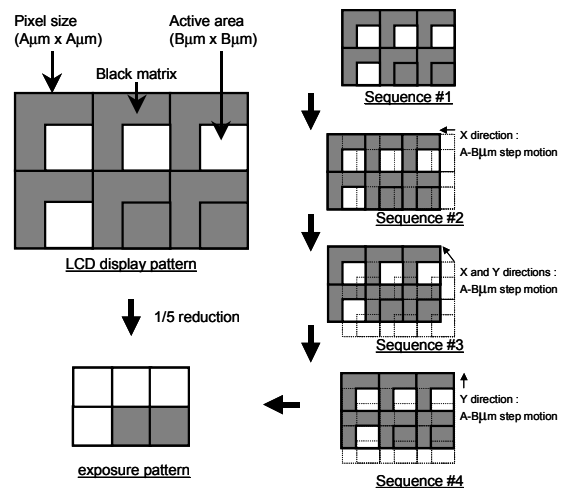 Pixel size
(Aμm x Aμm)
Active area
(Bμm x Bμm)
Black matrix
LCD display pattern
1/5 reduction
exposure pattern
Sequence #1
X direction :
A-Bμm step motion
Sequence #2
X and Y directions :
A-Bμm step motion
Sequence #3
Y direction :
A-Bμm step motion
Sequence #4